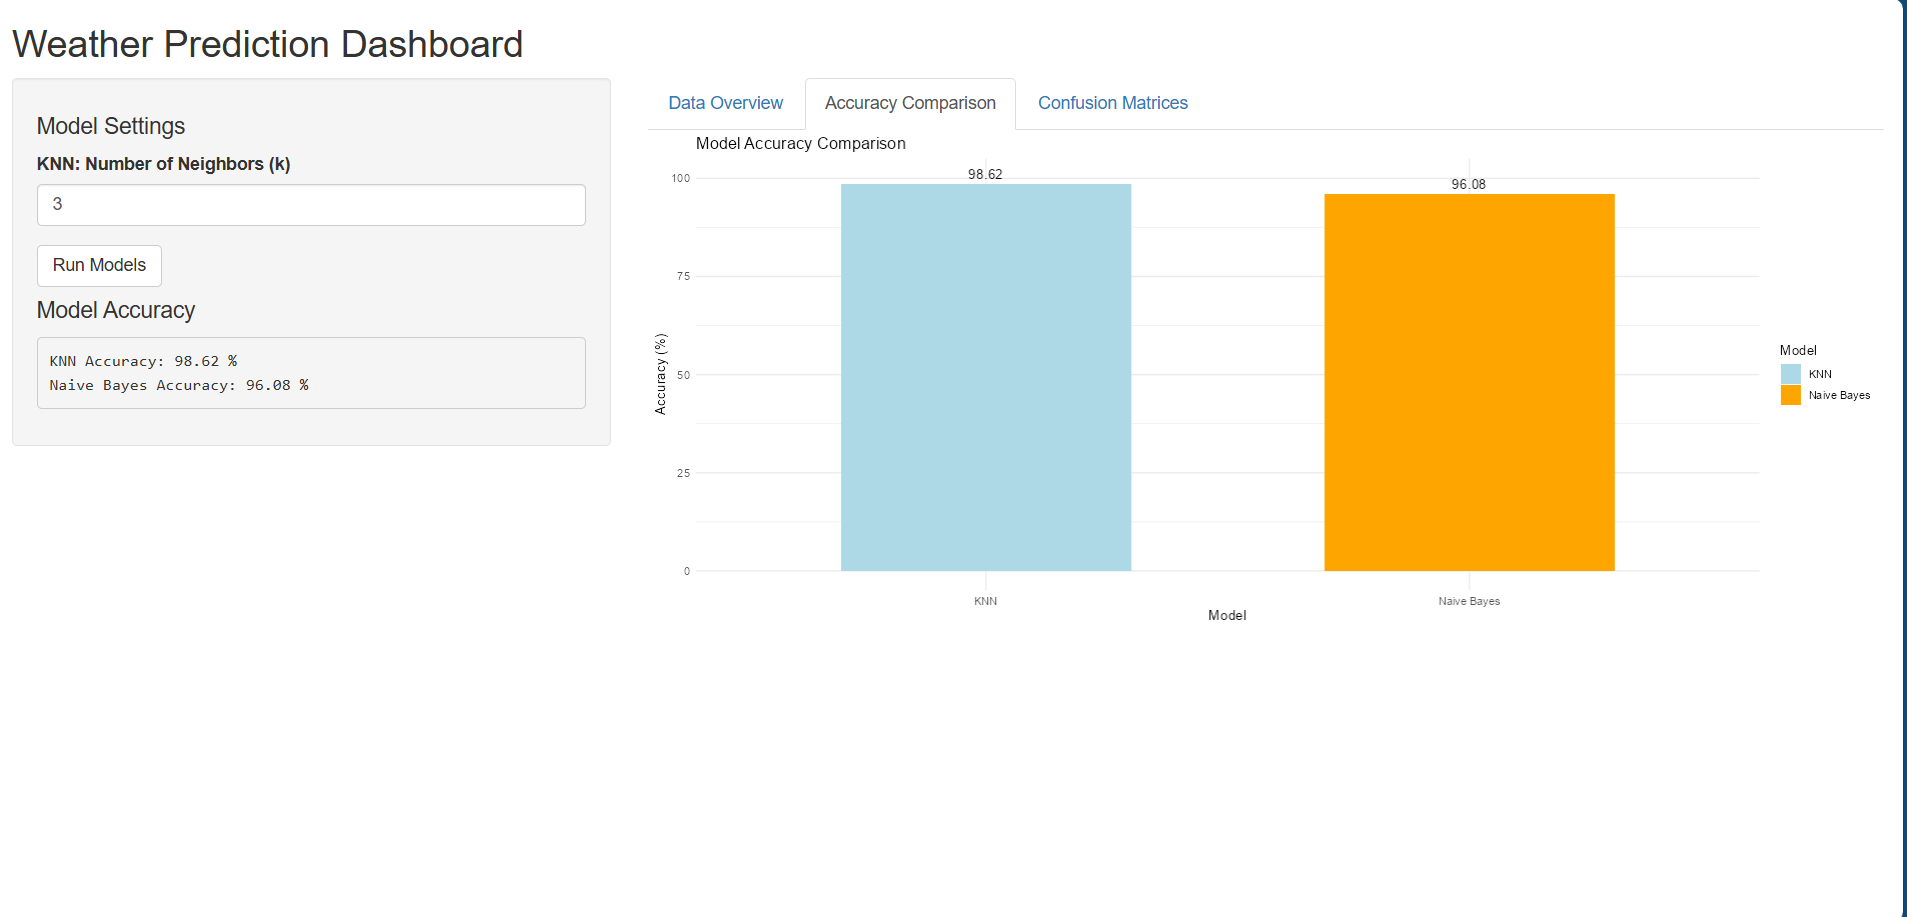 Weather Prediction Dashboard
Model Settings
KNN: Number of Neighbors (k)
3
Run Models
Model Accuracy
KNN Accuracy: 98.62 %
Naive Bayes Accuracy: 96.08 %
Data Overview
Accuracy Comparison
Confusion Matrices
Model Accuracy Comparison
98.62
96.08
100
75
50
25
0
Accuracy (%)
KNN
Naive Bayes
Model
Model
KNN
Naive Bayes